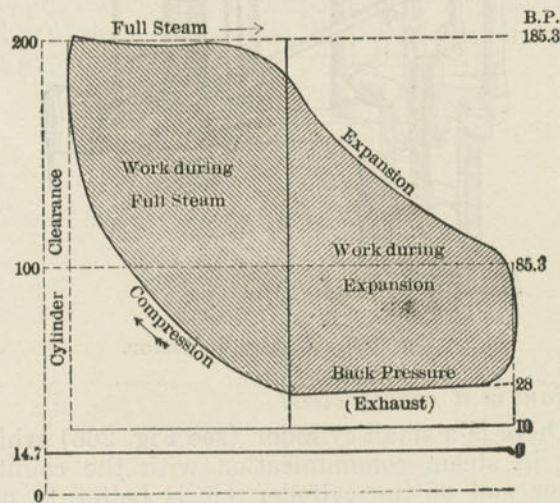 Full Steam
B.P.
200
185.3
Expansion
Work during
Full Steam
Clearance
Work during
100
85.3
Expansion
Cylinder
Compression
Back Pressure
28
(Exhaust)
10
14.7
0
0